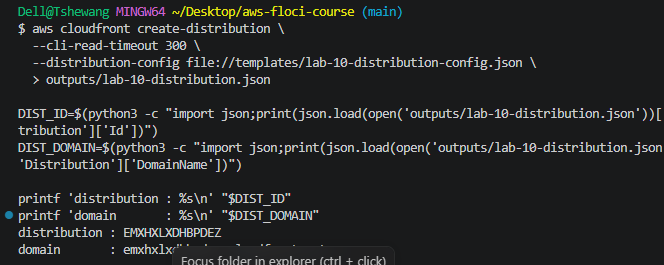 Dell@Tshewang MINGW64 ~/Desktop/aws-floci-course (main)
$ aws cloudfront create-distribution \
  --cli-read-timeout 300 \
  --distribution-config file://templates/lab-10-distribution-config.json \
  > outputs/lab-10-distribution.json

DIST_ID=$(python3 -c "import json;print(json.load(open('outputs/lab-10-distribution.json'))[
tribution']['Id'])")
DIST_DOMAIN=$(python3 -c "import json;print(json.load(open('outputs/lab-10-distribution.json
'Distribution']['DomainName'])")

printf 'distribution : %s\n' "$DIST_ID"
printf 'domain       : %s\n' "$DIST_DOMAIN"
distribution : EMXHXLXDHBPDEZ
domain       :
Focus folder in explorer (ctrl + click)